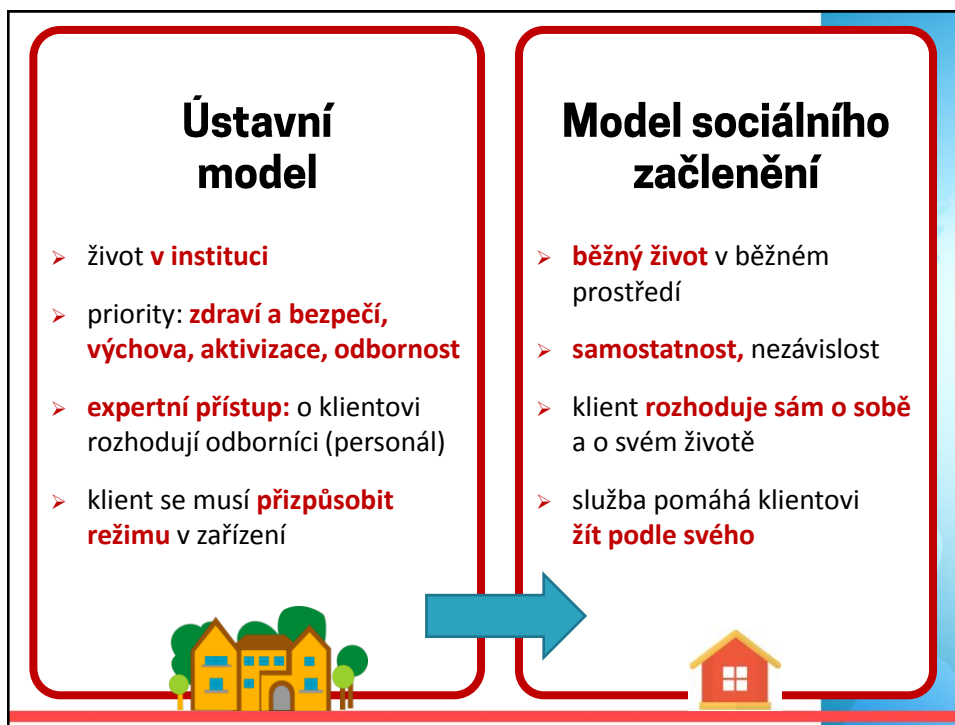 Ústavní
model
➢ život v instituci
➢ priority: zdraví a bezpečí,
výchova, aktivizace, odbornost
➢ expertní přístup: o klientovi
rozhodují odborníci (personál)
➢ klient se musí přizpůsobit
režimu v zařízení
Model sociálního
začlenění
➢ běžný život v běžném
prostředí
➢ samostatnost, nezávislost
➢ klient rozhoduje sám o sobě
a o svém životě
➢ služba pomáhá klientovi
žít podle svého